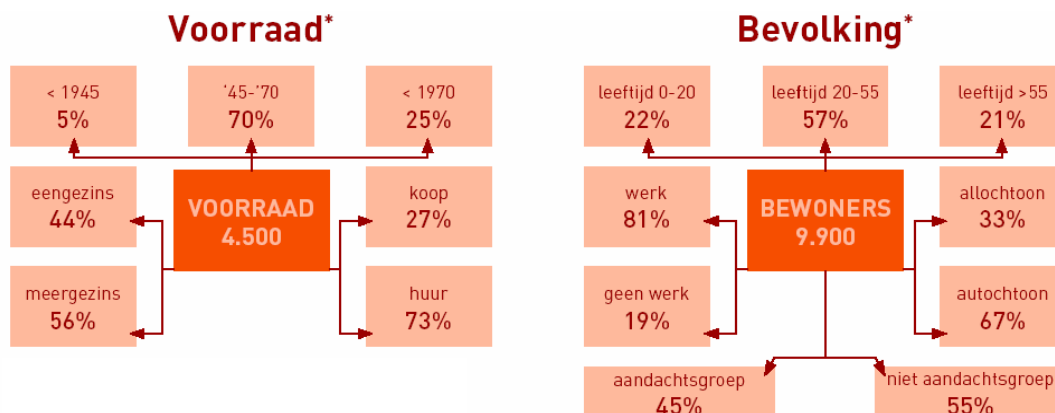 Voorraad*
< 1945
5%
'45-'70
70%
< 1970
25%
eengezins
44%
VOORRAAD
4.500
koop
27%
meergezins
56%
huur
73%
Bevolking*
leeftijd 0-20
22%
leeftijd 20-55
57%
leeftijd >55
21%
werk
81%
BEWONERS
9.900
allochtoon
33%
geen werk
19%
autochtoon
67%
aandachtsgroep
45%
niet aandachtsgroep
55%